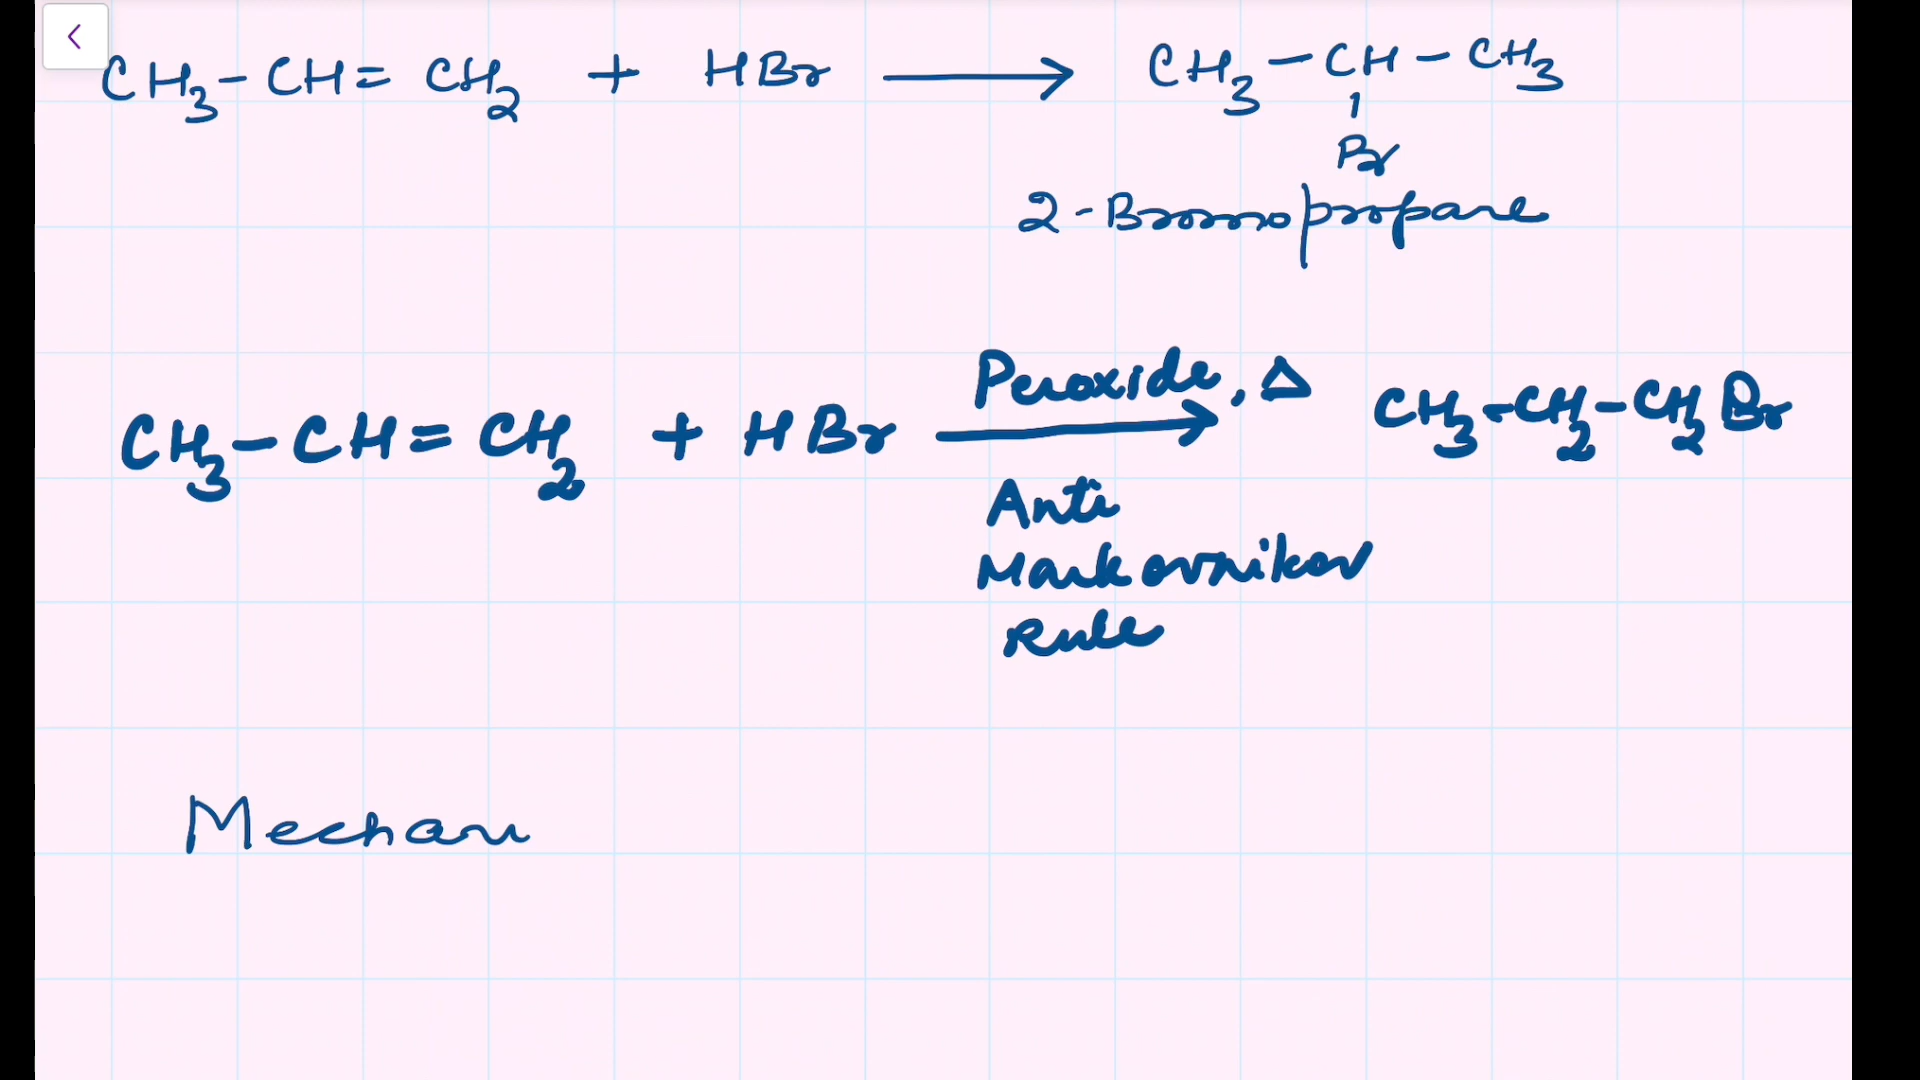 CH₃-CH=CH₂ + HBr ⟶ CH₃-CH-CH₃
Br
2-Bromopropane
Peroxide, Δ
CH₃-CH=CH₂ + HBr ⟶ CH₃-CH₂-CH₂Br
Anti
Markovnikov
Rule
Mechani